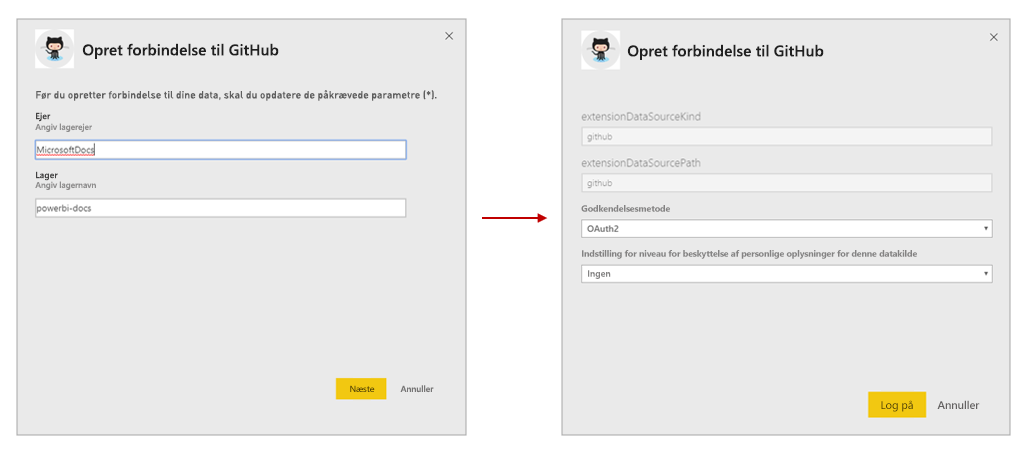 Opret forbindelse til GitHub
Før du opretter forbindelse til dine data, skal du opdatere de påkrævede parametre (*).
Ejer
Angiv lagerejer
MicrosoftDocs
Lager
Angiv lagernavn
powerbi-docs
Næste
Annuller
Opret forbindelse til GitHub
extensionDataSourceKind
github
extensionDataSourcePath
github
Godkendelsesmetode
OAuth2
Indstilling for niveau for beskyttelse af personlige oplysninger for denne datakilde
Ingen
Log på
Annuller